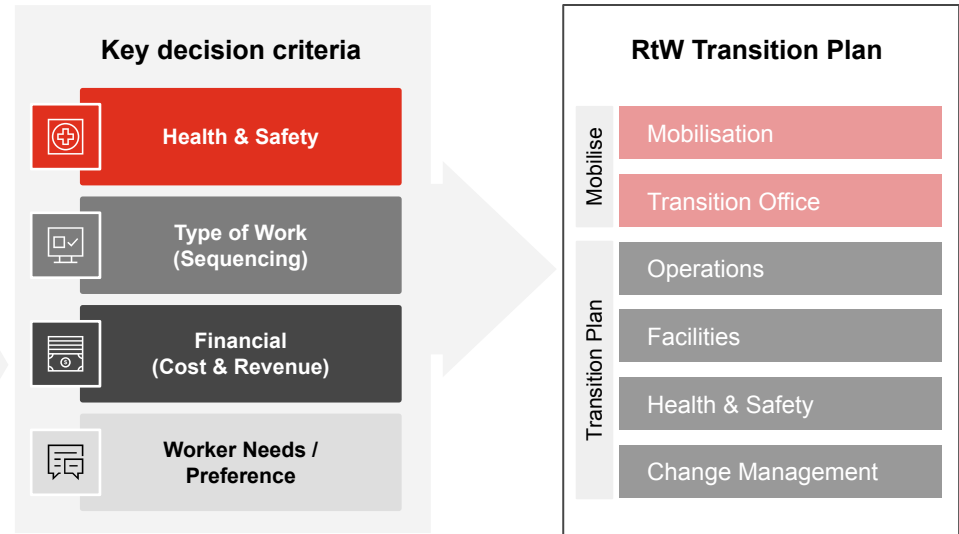 Key decision criteria
Health & Safety
Type of Work
(Sequencing)
Financial
(Cost & Revenue)
Worker Needs /
Preference
RtW Transition Plan
Mobilise
Mobilisation
Transition Office
Transition Plan
Operations
Facilities
Health & Safety
Change Management